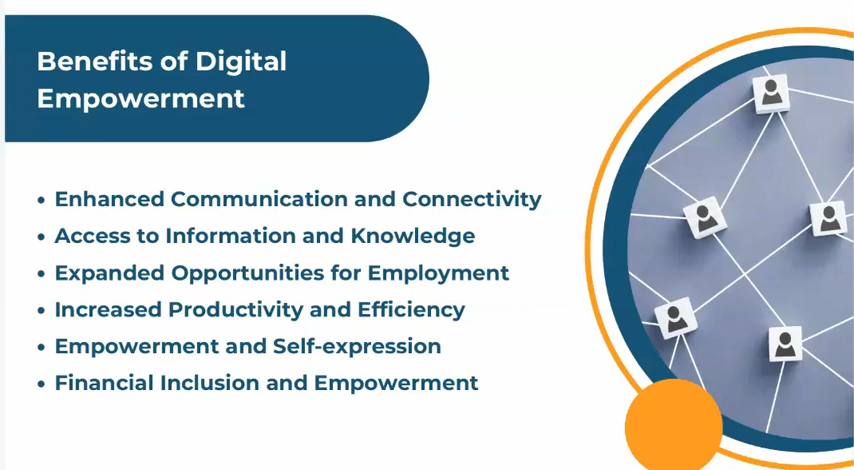 Benefits of Digital
Empowerment
• Enhanced Communication and Connectivity
• Access to Information and Knowledge
• Expanded Opportunities for Employment
• Increased Productivity and Efficiency
• Empowerment and Self-expression
• Financial Inclusion and Empowerment